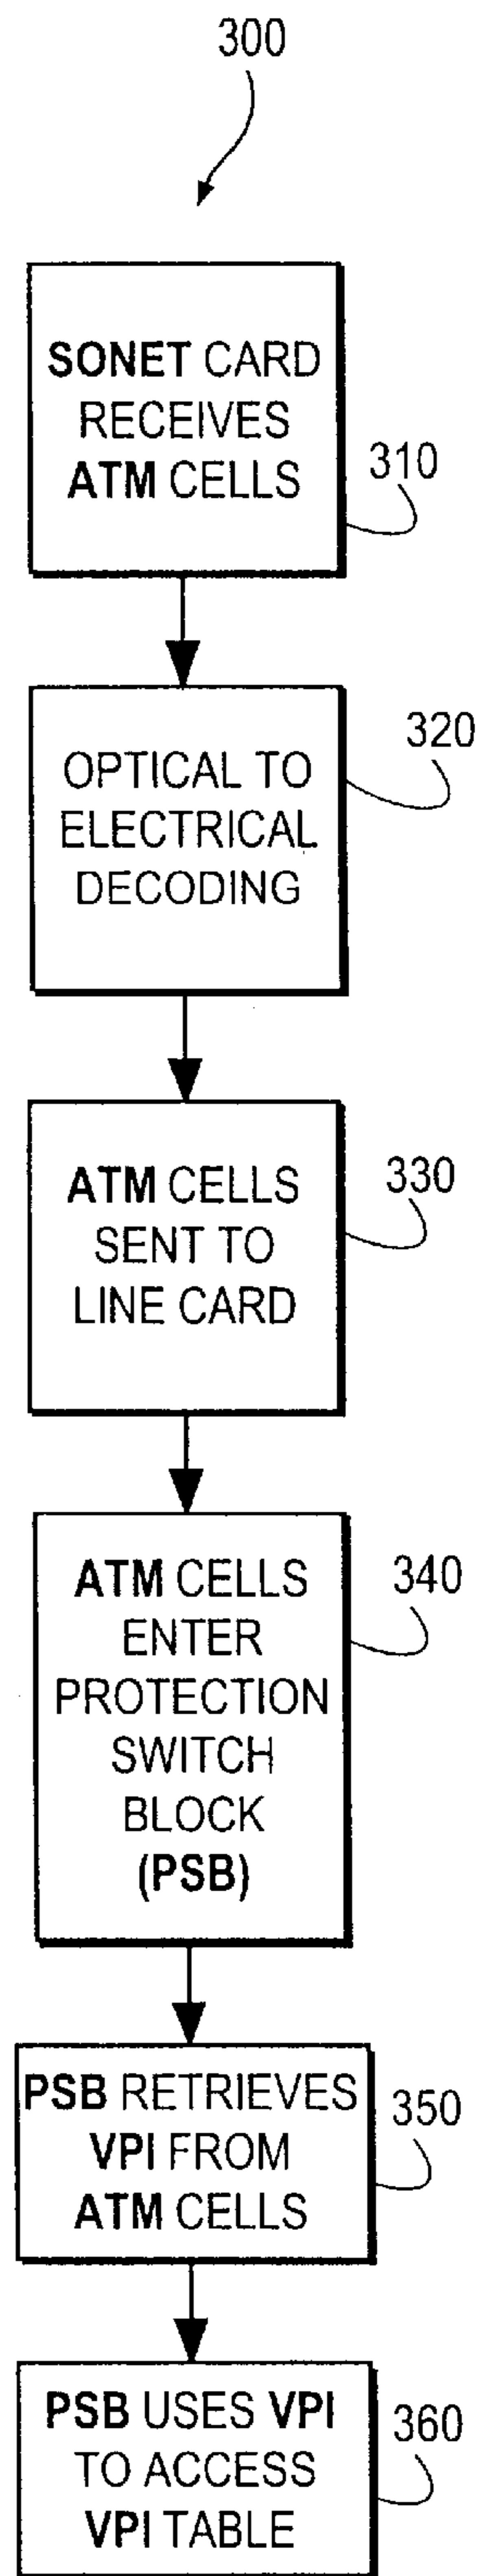 300
SONET CARD
RECEIVES
ATM CELLS
310
OPTICAL TO
ELECTRICAL
DECODING
320
ATM CELLS
SENT TO
LINE CARD
330
ATM CELLS
ENTER
PROTECTION
SWITCH
BLOCK
(PSB)
340
PSB RETRIEVES
VPI FROM
ATM CELLS
350
PSB USES VPI
TO ACCESS
VPI TABLE
360